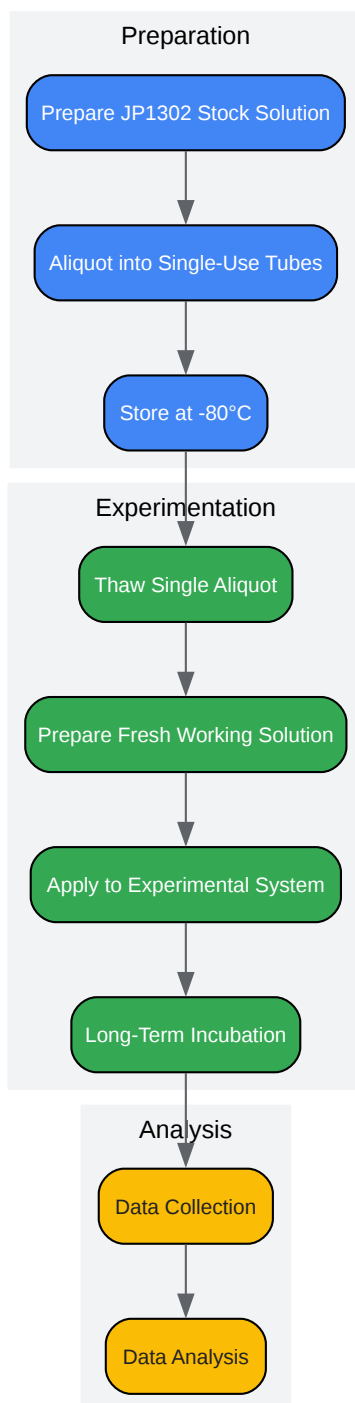 Preparation
Prepare JP1302 Stock Solution
Aliquot into Single-Use Tubes
Store at -80°C
Experimentation
Thaw Single Aliquot
Prepare Fresh Working Solution
Apply to Experimental System
Long-Term Incubation
Analysis
Data Collection
Data Analysis